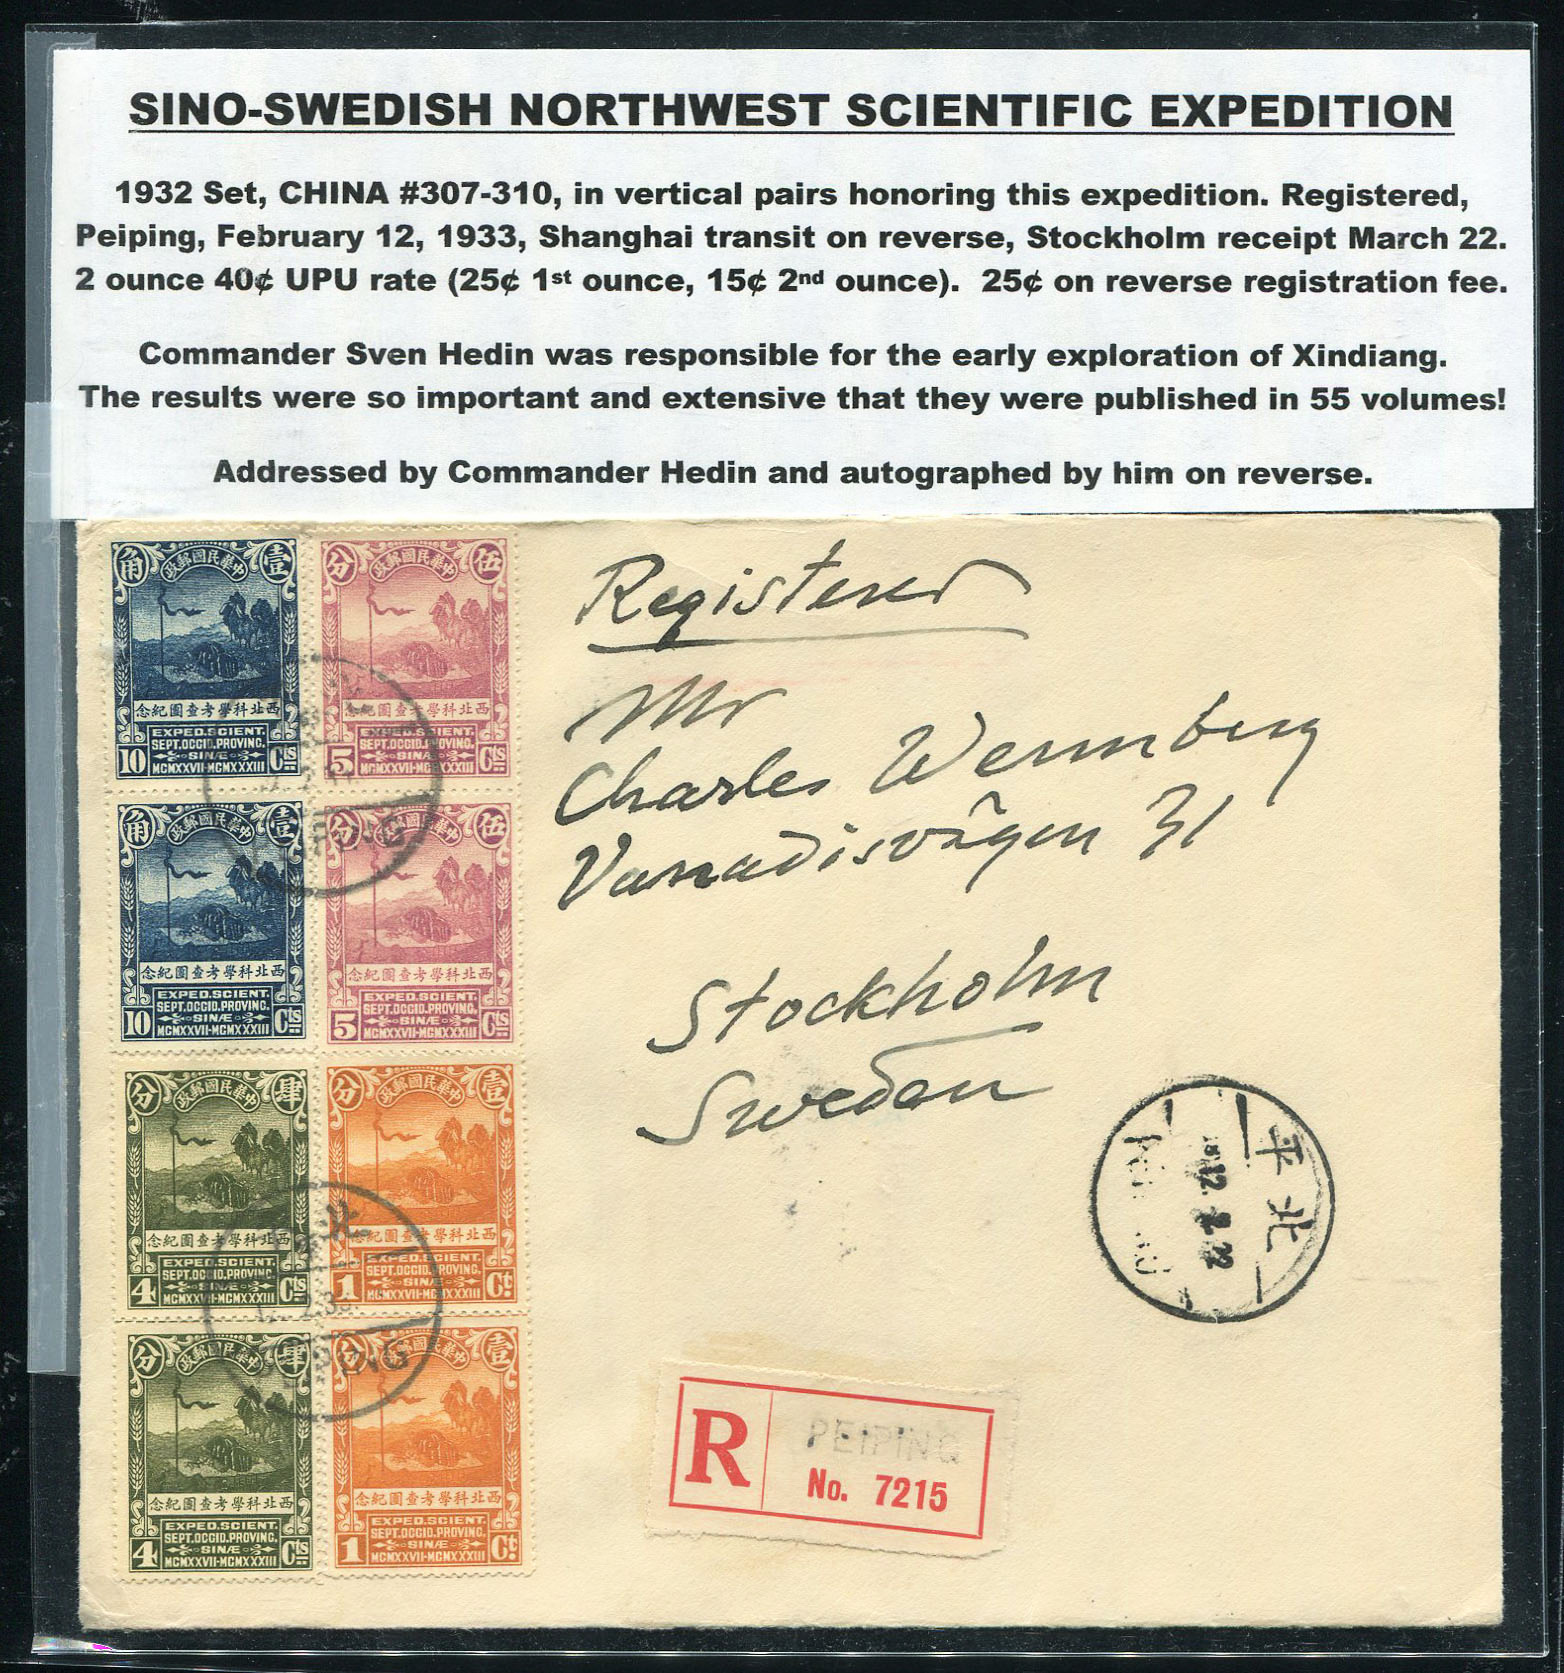 SINO-SWEDISH NORTHWEST SCIENTIFIC EXPEDITION
1932 Set, CHINA #307-310, in vertical pairs honoring this expedition. Registered,
Peiping, February 12, 1933, Shanghai transit on reverse, Stockholm receipt March 22.
2 ounce 40¢ UPU rate (25¢ 1st ounce, 15¢ 2nd ounce). 25¢ on reverse registration fee.
Commander Sven Hedin was responsible for the early exploration of Xindiang.
The results were so important and extensive that they were published in 55 volumes!
Addressed by Commander Hedin and autographed by him on reverse.
角 政郵國民華中 壹
念紀團查考學科北西
EXPED.SCIENT.
SEPT.OCCID.PROVINC.
SINÆ
10 MCMXXVII-MCMXXXIII Cts
分 政郵國民華中 伍
念紀團查考學科北西
EXPED.SCIENT.
SEPT.OCCID.PROVINC.
SINÆ
5 MCMXXVII-MCMXXXIII Cts
角 政郵國民華中 壹
念紀團查考學科北西
EXPED.SCIENT.
SEPT.OCCID.PROVINC.
SINÆ
10 MCMXXVII-MCMXXXIII Cts
分 政郵國民華中 伍
念紀團查考學科北西
EXPED.SCIENT.
SEPT.OCCID.PROVINC.
SINÆ
5 MCMXXVII-MCMXXXIII Cts
分 政郵國民華中 肆
念紀團查考學科北西
EXPED.SCIENT.
SEPT.OCCID.PROVINC.
SINÆ
4 MCMXXVII-MCMXXXIII Cts
分 政郵國民華中 壹
念紀團查考學科北西
EXPED.SCIENT.
SEPT.OCCID.PROVINC.
SINÆ
1 MCMXXVII-MCMXXXIII Ct
分 政郵國民華中 肆
念紀團查考學科北西
EXPED.SCIENT.
SEPT.OCCID.PROVINC.
SINÆ
4 MCMXXVII-MCMXXXIII Cts
分 政郵國民華中 壹
念紀團查考學科北西
EXPED.SCIENT.
SEPT.OCCID.PROVINC.
SINÆ
1 MCMXXVII-MCMXXXIII Ct
Registered
Mr
Charles Wennberg
Vanadisvägen 31
Stockholm
Sweden
平北
R PEIPING
No. 7215